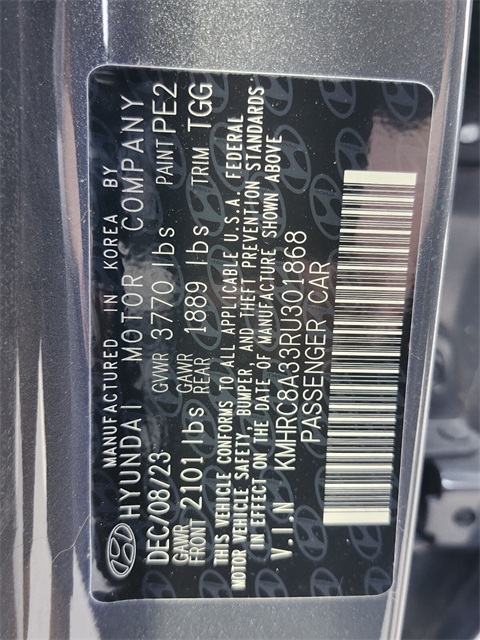 MANUFACTURED IN KOREA BY
HYUNDAI MOTOR COMPANY
DEC/08/23 GVWR 3770 lbs PAINT PE2
GAWR FRONT 2101 lbs GAWR REAR 1889 lbs TRIM TGG
THIS VEHICLE CONFORMS TO ALL APPLICABLE U.S.A. FEDERAL
MOTOR VEHICLE SAFETY, BUMPER, AND THEFT PREVENTION STANDARDS
IN EFFECT ON THE DATE OF MANUFACTURE SHOWN ABOVE.
V.I.N KMHRC8A33RU301868
PASSENGER CAR